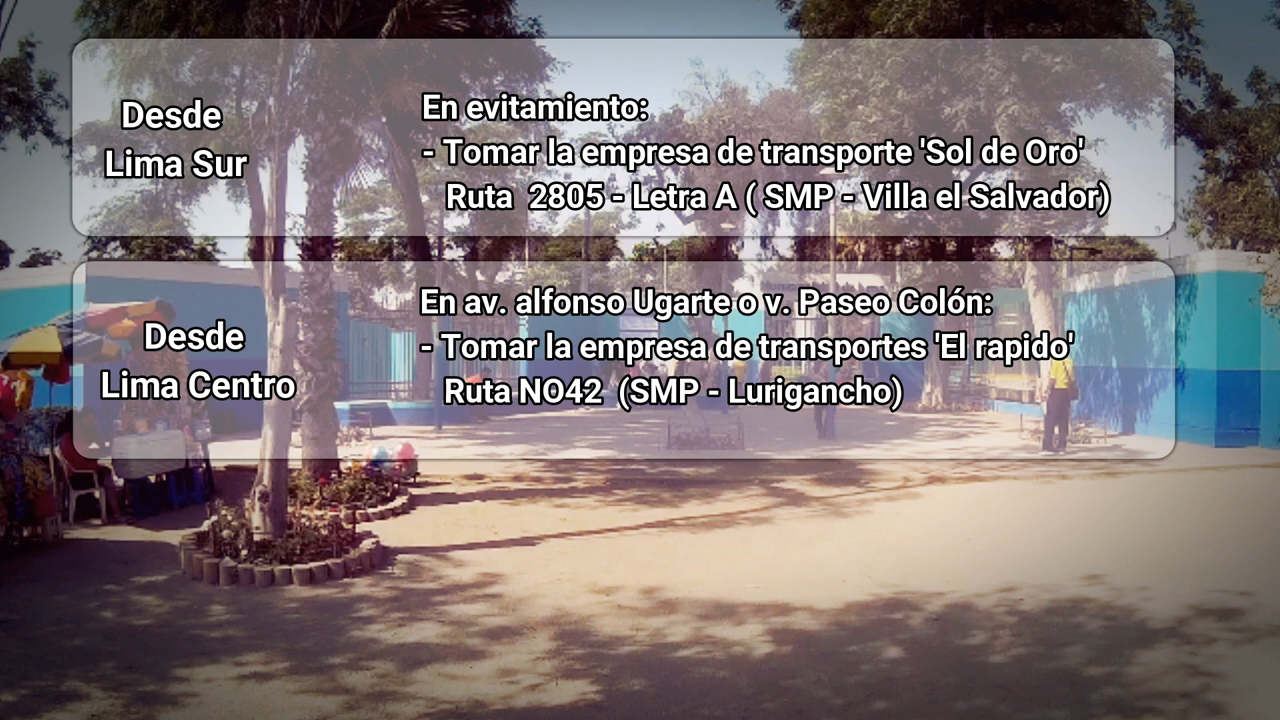 Desde
Lima Sur
En evitamiento:
- Tomar la empresa de transporte 'Sol de Oro'
Ruta 2805 - Letra A ( SMP - Villa el Salvador)
Desde
Lima Centro
En av. alfonso Ugarte o v. Paseo Colón:
- Tomar la empresa de transportes 'El rapido'
Ruta NO42 (SMP - Lurigancho)